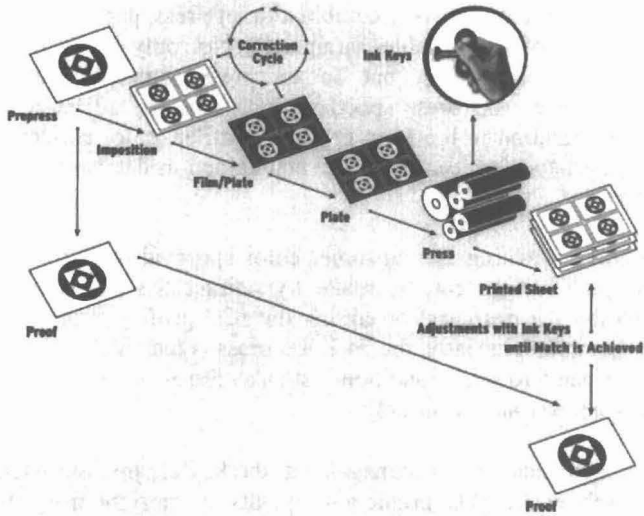 Correction
Cycle
Ink Keys
Prepress
Imposition
Film/Plate
Plate
Press
Printed Sheet
Proof
Adjustments with Ink Keys
until Match is Achieved
Proof